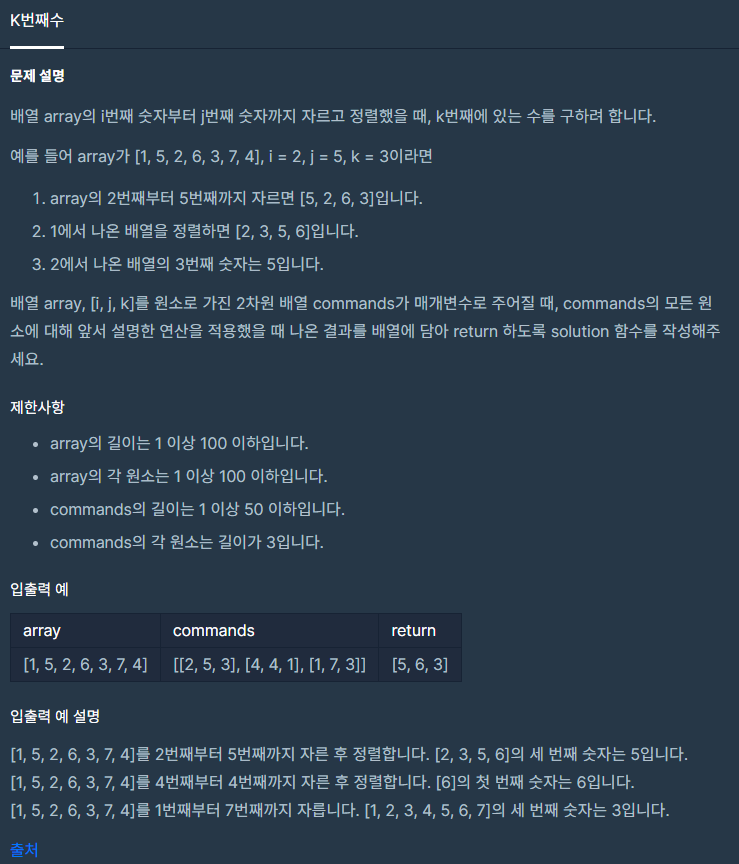 K번째수
문제 설명
배열 array의 i번째 숫자부터 j번째 숫자까지 자르고 정렬했을 때, k번째에 있는 수를 구하려 합니다.
예를 들어 array가 [1, 5, 2, 6, 3, 7, 4], i = 2, j = 5, k = 3이라면
1. array의 2번째부터 5번째까지 자르면 [5, 2, 6, 3]입니다.
2. 1에서 나온 배열을 정렬하면 [2, 3, 5, 6]입니다.
3. 2에서 나온 배열의 3번째 숫자는 5입니다.
배열 array, [i, j, k]를 원소로 가진 2차원 배열 commands가 매개변수로 주어질 때, commands의 모든 원
소에 대해 앞서 설명한 연산을 적용했을 때 나온 결과를 배열에 담아 return 하도록 solution 함수를 작성해주
세요.
제한사항
• array의 길이는 1 이상 100 이하입니다.
• array의 각 원소는 1 이상 100 이하입니다.
• commands의 길이는 1 이상 50 이하입니다.
• commands의 각 원소는 길이가 3입니다.
입출력 예
array commands return
[1, 5, 2, 6, 3, 7, 4] [[2, 5, 3], [4, 4, 1], [1, 7, 3]] [5, 6, 3]
입출력 예 설명
[1, 5, 2, 6, 3, 7, 4]를 2번째부터 5번째까지 자른 후 정렬합니다. [2, 3, 5, 6]의 세 번째 숫자는 5입니다.
[1, 5, 2, 6, 3, 7, 4]를 4번째부터 4번째까지 자른 후 정렬합니다. [6]의 첫 번째 숫자는 6입니다.
[1, 5, 2, 6, 3, 7, 4]를 1번째부터 7번째까지 자릅니다. [1, 2, 3, 4, 5, 6, 7]의 세 번째 숫자는 3입니다.
출처